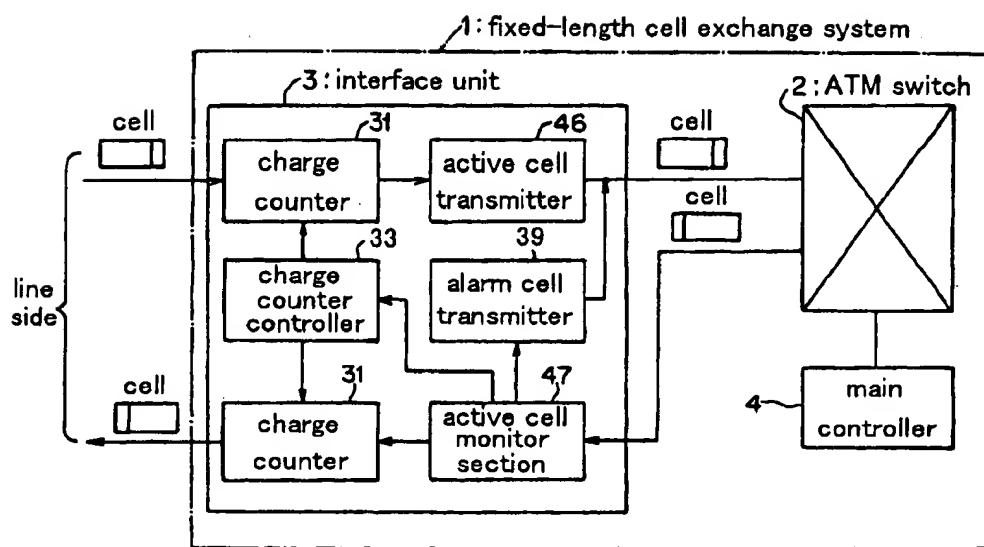 1:fixed-length cell exchange system
3:interface unit
2:ATM switch
cell
31
charge
counter
46
active cell
transmitter
cell
cell
33
charge
counter
controller
39
alarm cell
transmitter
line
side
cell
31
charge
counter
47
active cell
monitor
section
4
main
controller